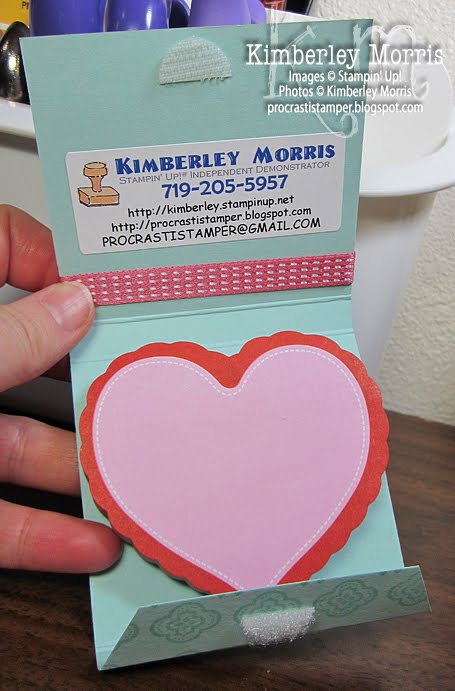 km
Kimberley Morris
Images © Stampin' Up!
Photos © Kimberley Morris
procrastistamper.blogspot.com
KIMBERLEY MORRIS
STAMPIN' UP!® INDEPENDENT DEMONSTRATOR
719-205-5957
http://kimberley.stampinup.net
http://procrastistamper.blogspot.com
PROCRASTISTAMPER@GMAIL.COM